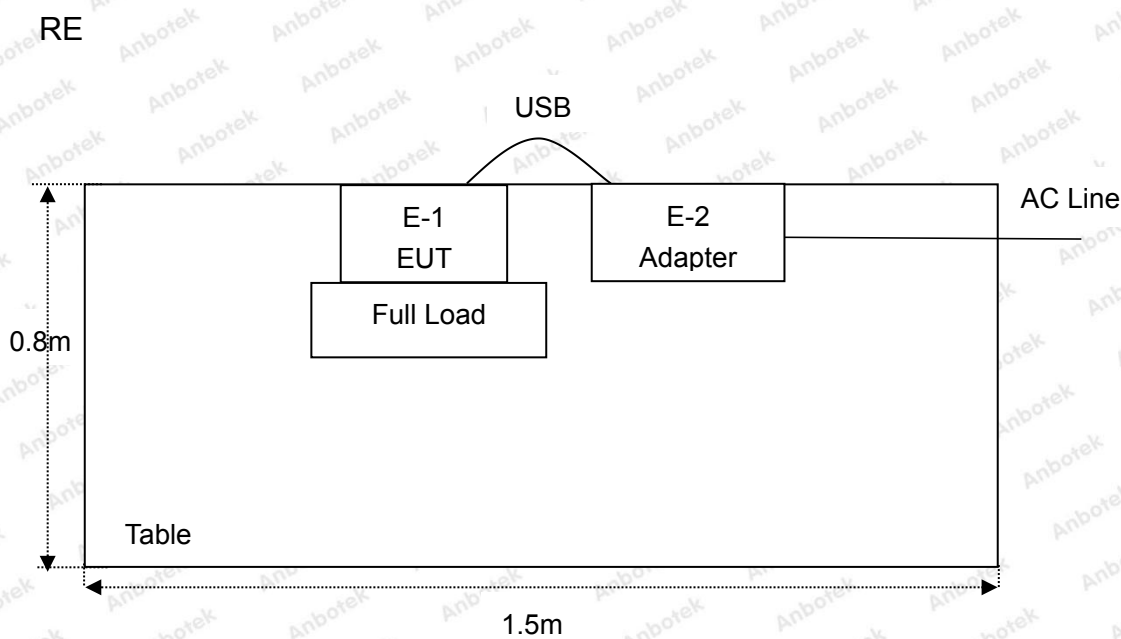 RE
USB
AC Line
E-1
EUT
E-2
Adapter
Full Load
0.8m
Table
1.5m